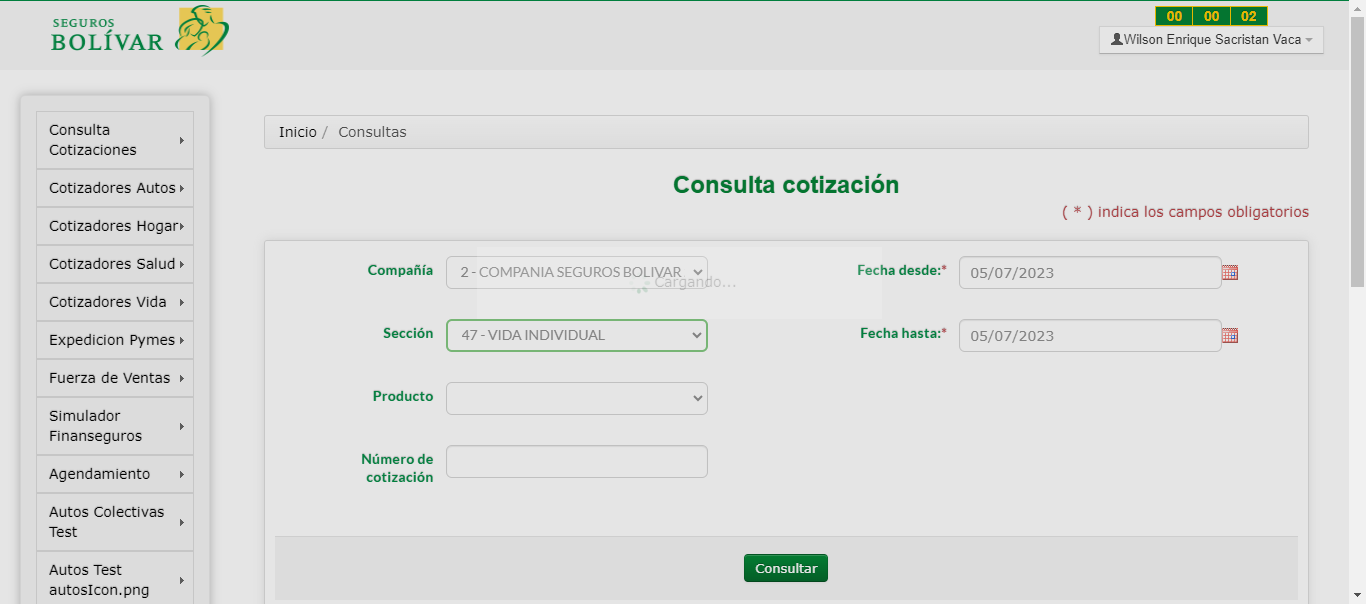 SEGUROS
BOLÍVAR
00 00 02
Wilson Enrique Sacristan Vaca
Consulta
Cotizaciones
Cotizadores Autos
Cotizadores Hogar
Cotizadores Salud
Cotizadores Vida
Expedicion Pymes
Fuerza de Ventas
Simulador
Finanseguros
Agendamiento
Autos Colectivas
Test
Autos Test
autosIcon.png
Inicio / Consultas
Consulta cotización
( * ) indica los campos obligatorios
Compañía 2 - COMPANIA SEGUROS BOLIVAR Fecha desde:* 05/07/2023
Cargando...
Sección 47 - VIDA INDIVIDUAL Fecha hasta:* 05/07/2023
Producto
Número de
cotización
Consultar